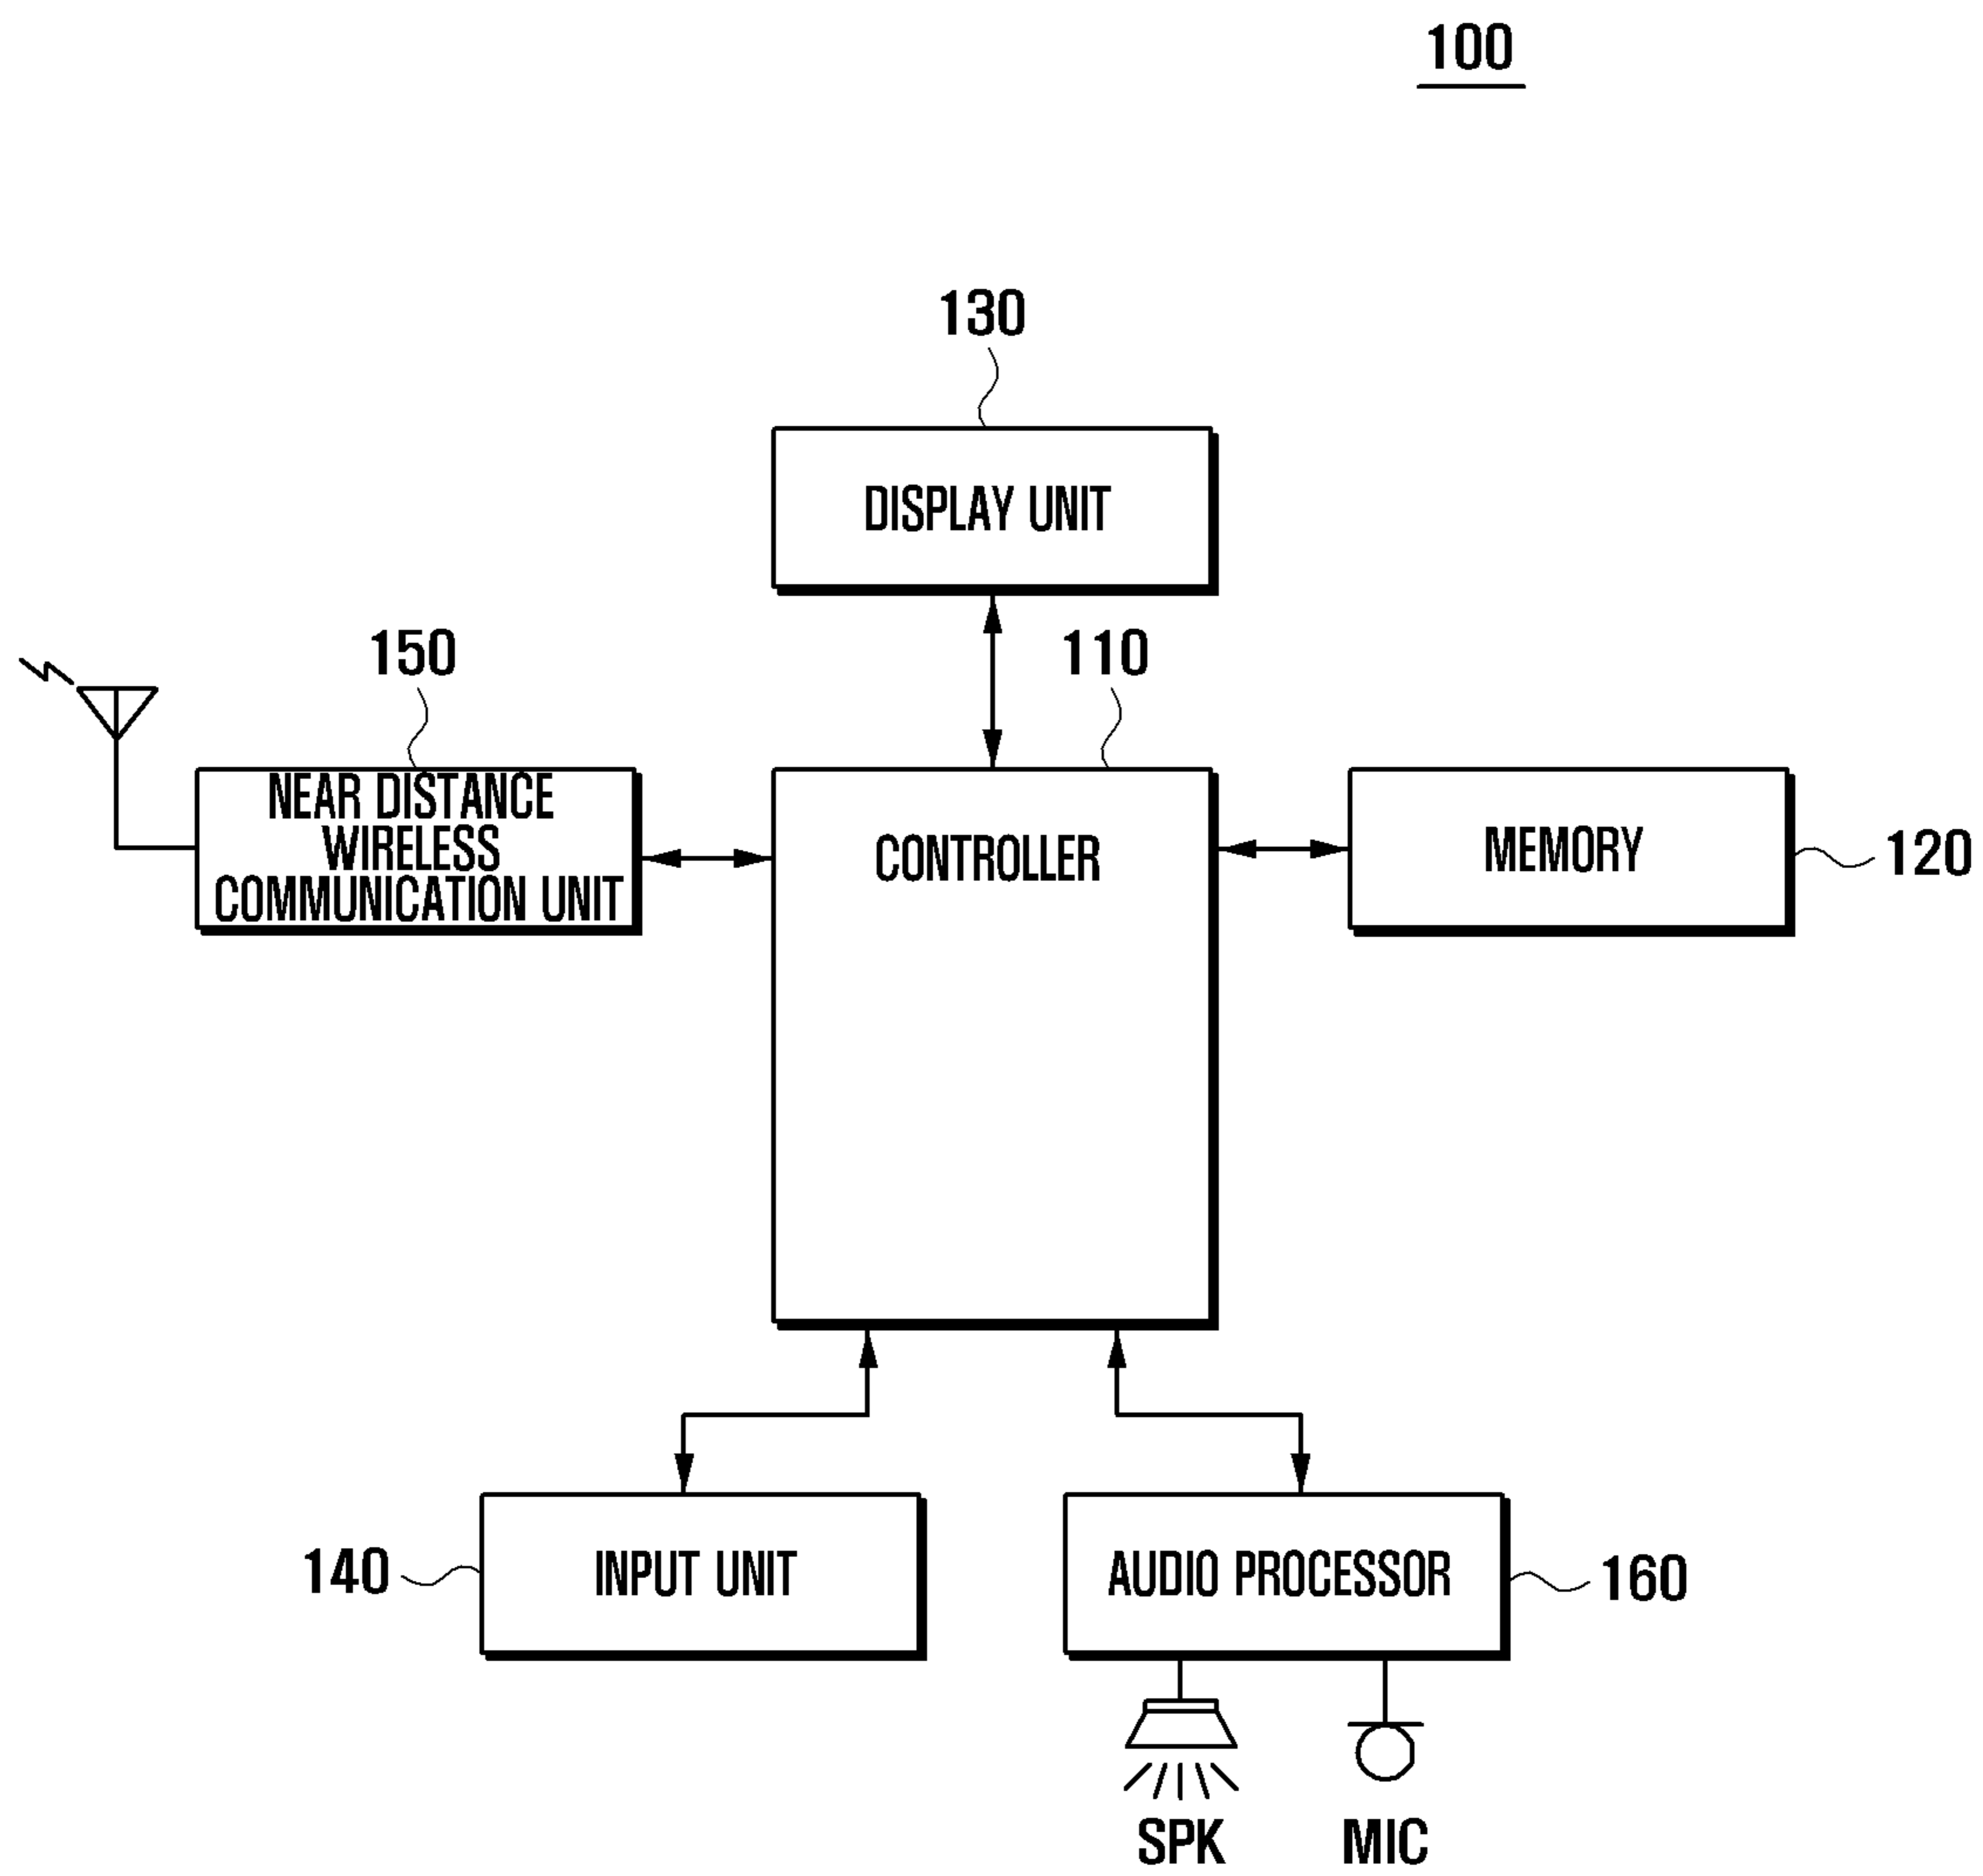 100
130
DISPLAY UNIT
150
110
NEAR DISTANCE
WIRELESS
COMMUNICATION UNIT
CONTROLLER
MEMORY
120
140
INPUT UNIT
AUDIO PROCESSOR
160
SPK
MIC